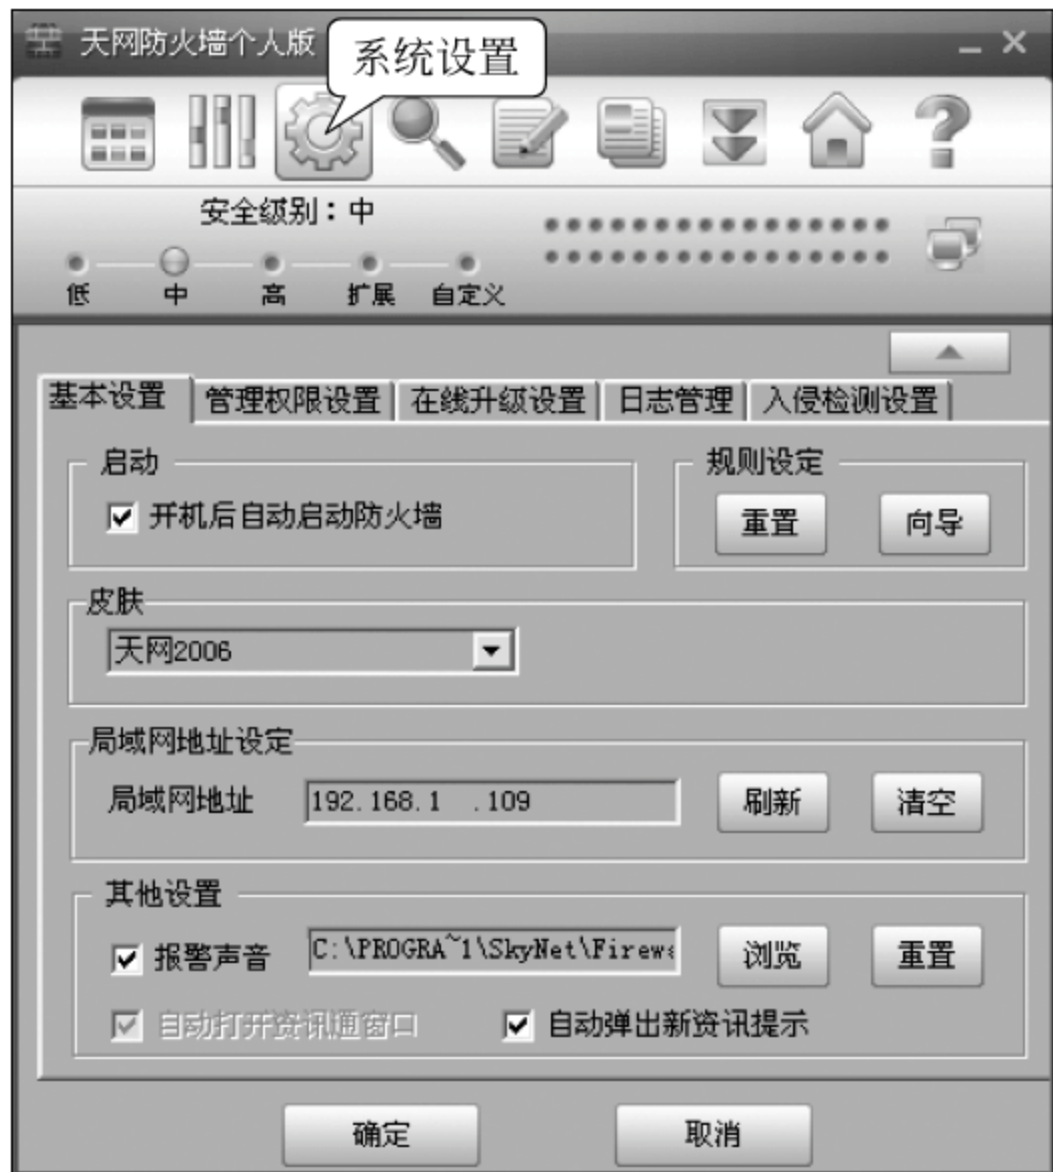 天网防火墙个人版
系统设置
安全级别：中
低 中 高 扩展 自定义
基本设置 管理权限设置 在线升级设置 日志管理 入侵检测设置
启动 规则设定
开机后自动启动防火墙 重置 向导
皮肤
天网2006
局域网地址设定
局域网地址 192.168.1 .109 刷新 清空
其他设置
报警声音 C:\PROGRA~1\SkyNet\Firew 浏览 重置
自动打开资讯通窗口 自动弹出新资讯提示
确定 取消